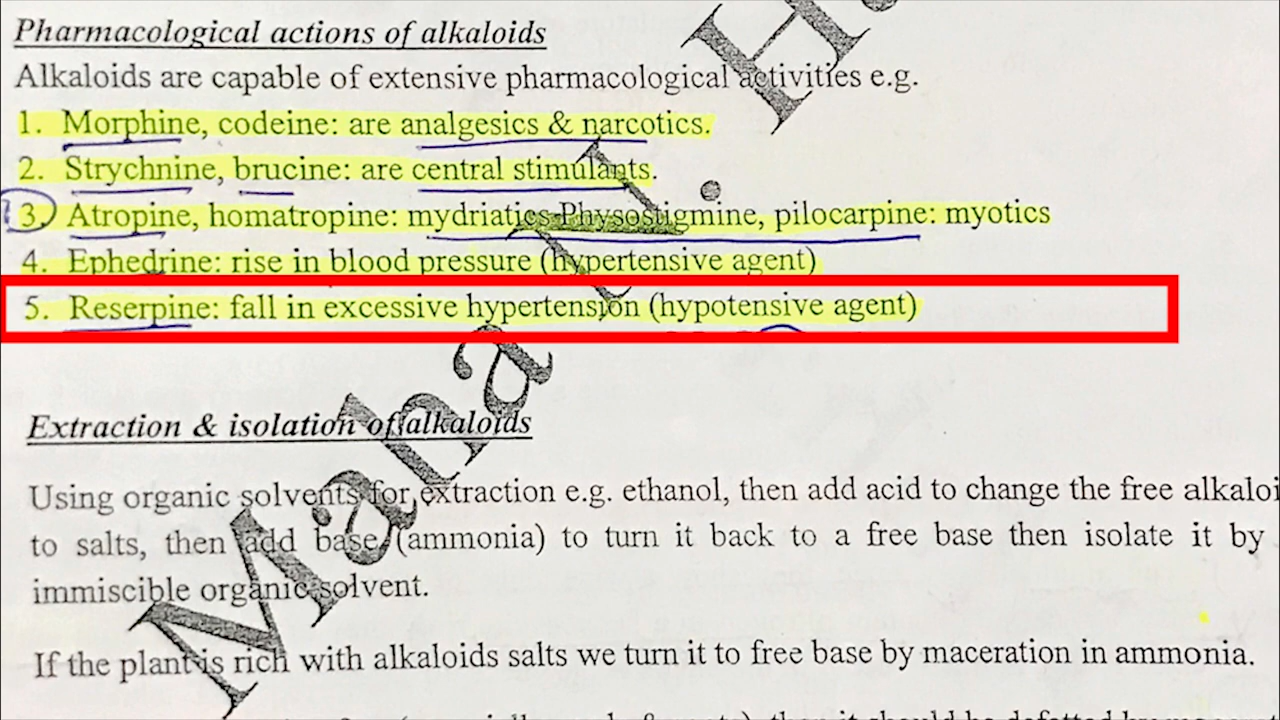 Pharmacological actions of alkaloids
Alkaloids are capable of extensive pharmacological activities e.g.
1. Morphine, codeine: are analgesics & narcotics.
2. Strychnine, brucine: are central stimulants.
3. Atropine, homatropine: mydriatics-Physostigmine, pilocarpine: myotics
4. Ephedrine: rise in blood pressure (hypertensive agent)
5. Reserpine: fall in excessive hypertension (hypotensive agent)
Extraction & isolation of alkaloids
Using organic solvents for extraction e.g. ethanol, then add acid to change the free alkaloi
to salts, then add base (ammonia) to turn it back to a free base then isolate it by
immiscible organic solvent.
If the plant is rich with alkaloids salts we turn it to free base by maceration in ammonia.